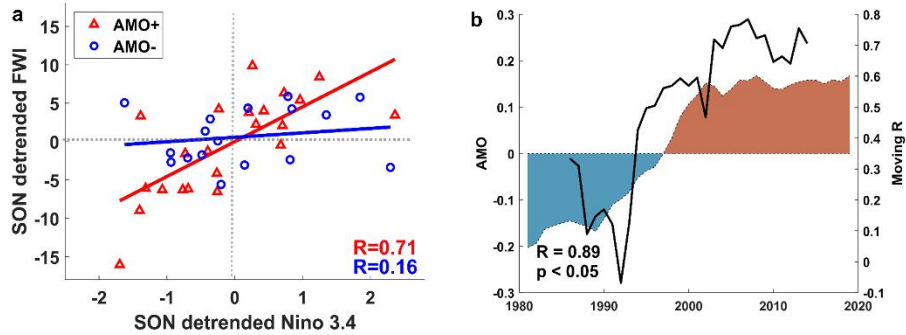 a
AMO+
AMO-
15
10
5
0
-5
-10
-15
SON detrended FWI
-2
-1
0
1
2
SON detrended Nino 3.4
R=0.71
R=0.16
b
0.3
0.2
0.1
0
-0.1
-0.2
-0.3
AMO
0.8
0.7
0.6
0.5
0.4
0.3
0.2
0.1
0
-0.1
Moving R
R = 0.89
p < 0.05
1980
1990
2000
2010
2020